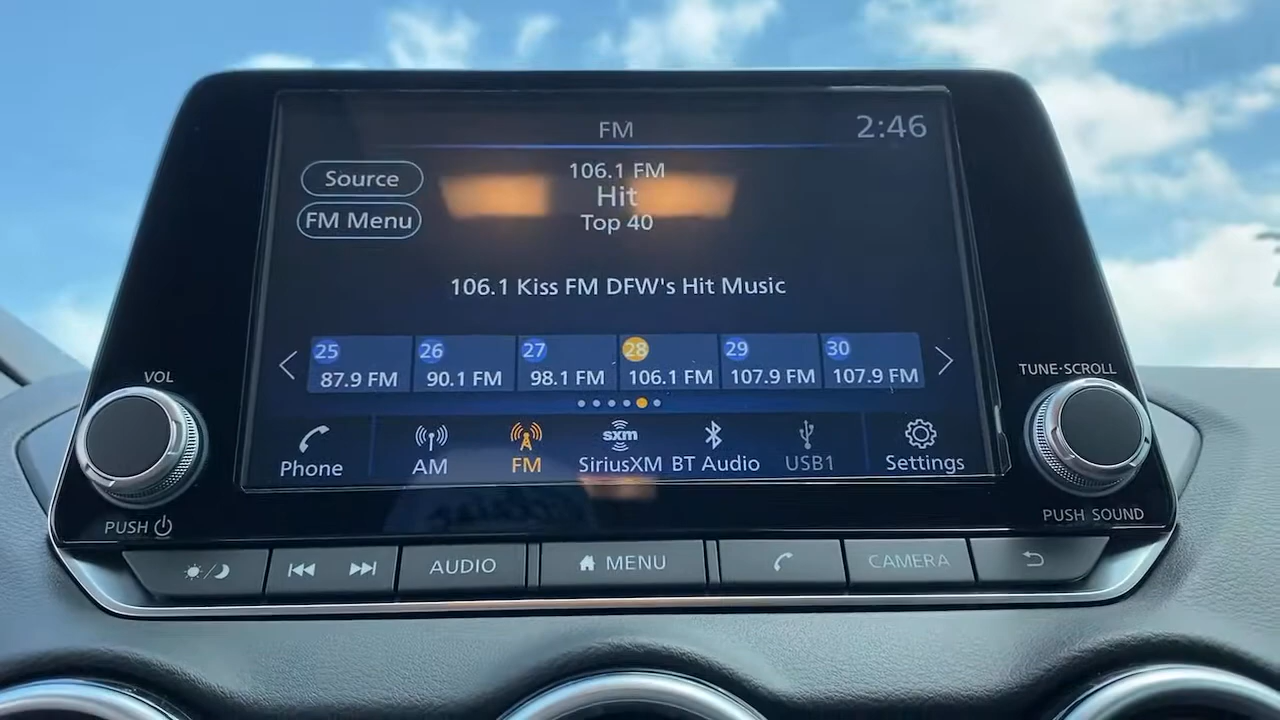 FM
2:46
Source
FM Menu
106.1 FM
Hit
Top 40
106.1 Kiss FM DFW's Hit Music
25 26 27 28 29 30
87.9 FM 90.1 FM 98.1 FM 106.1 FM 107.9 FM 107.9 FM
VOL
TUNE·SCROLL
sxm
Phone AM FM SiriusXM BT Audio USB1 Settings
PUSH
PUSH SOUND
AUDIO
MENU
CAMERA